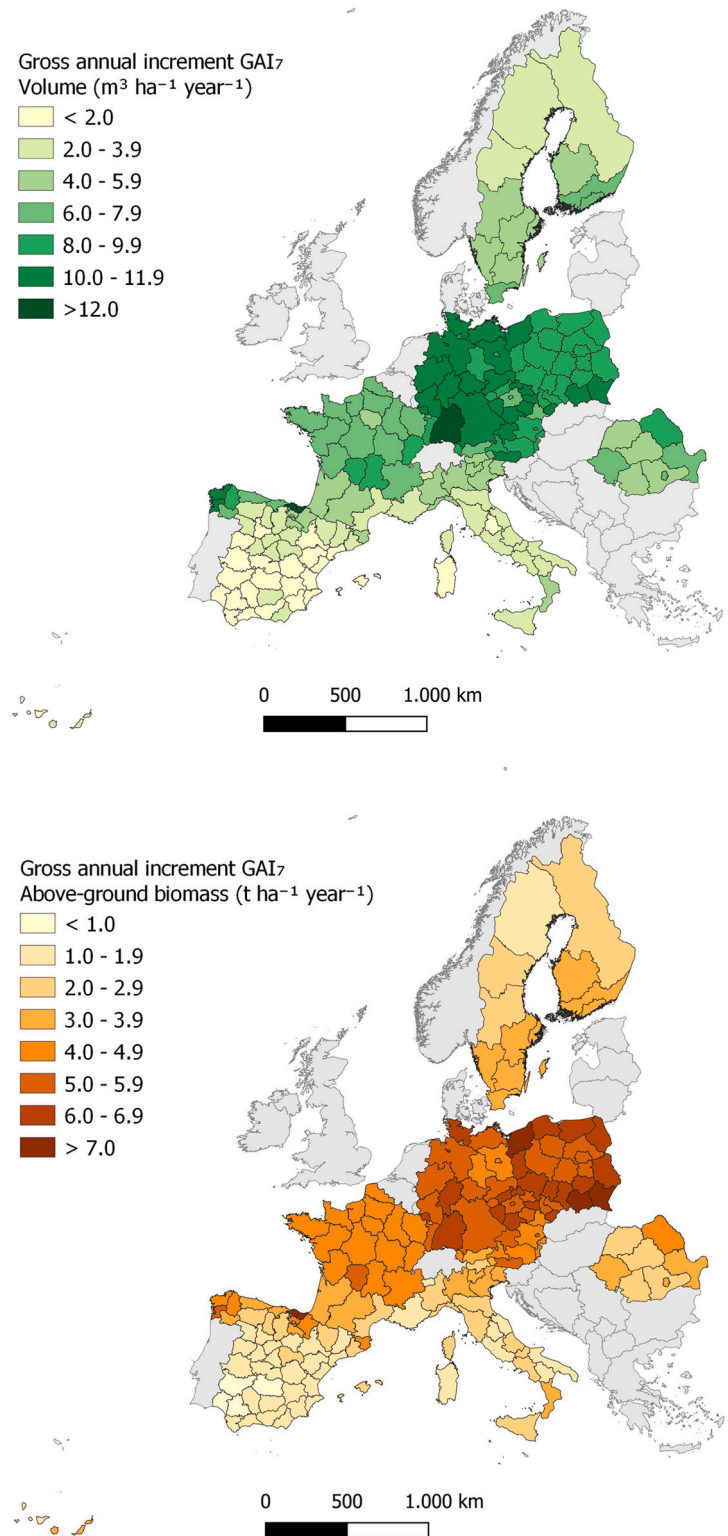 Gross annual increment GAI₇
Volume (m³ ha⁻¹ year⁻¹)
< 2.0
2.0 - 3.9
4.0 - 5.9
6.0 - 7.9
8.0 - 9.9
10.0 - 11.9
>12.0
0 500 1.000 km
Gross annual increment GAI₇
Above-ground biomass (t ha⁻¹ year⁻¹)
< 1.0
1.0 - 1.9
2.0 - 2.9
3.0 - 3.9
4.0 - 4.9
5.0 - 5.9
6.0 - 6.9
> 7.0
0 500 1.000 km